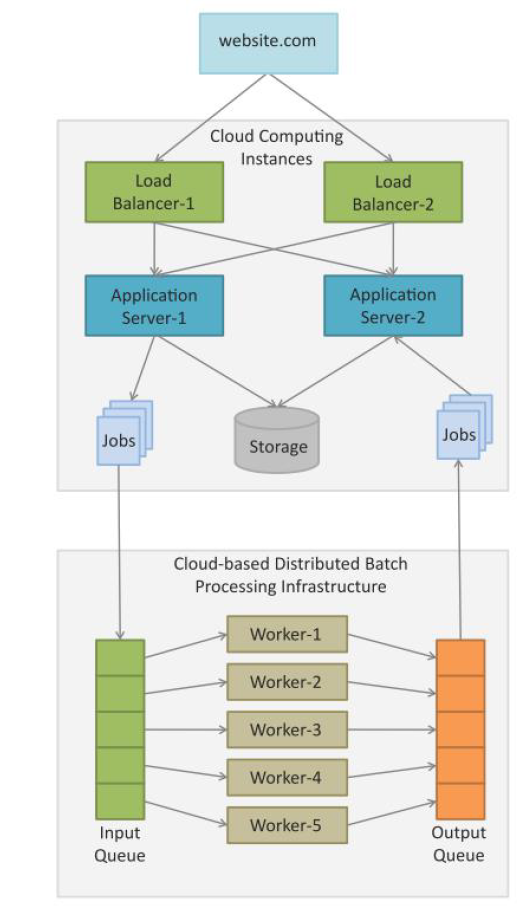 website.com
Cloud Computing
Instances
Load
Balancer-1
Load
Balancer-2
Application
Server-1
Application
Server-2
Jobs
Storage
Jobs
Cloud-based Distributed Batch
Processing Infrastructure
Worker-1
Worker-2
Worker-3
Worker-4
Worker-5
Input
Queue
Output
Queue